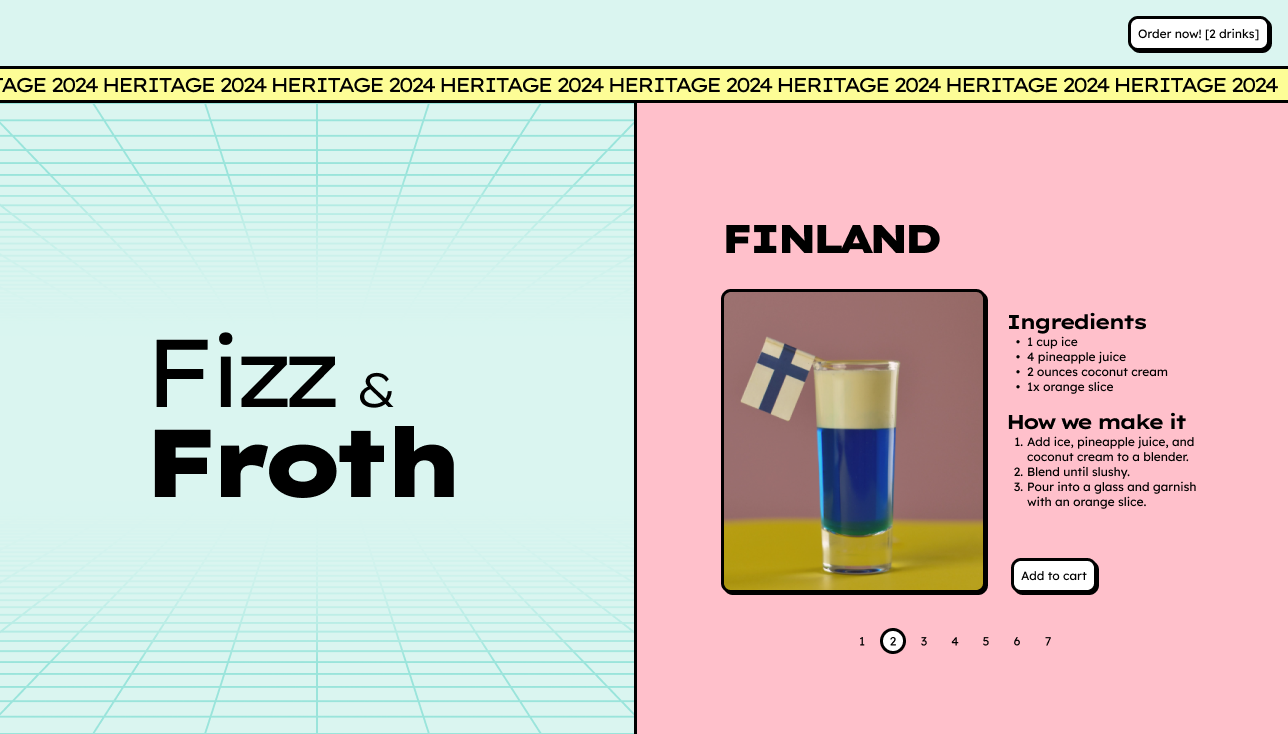 Order now! [2 drinks]
TAGE 2024 HERITAGE 2024 HERITAGE 2024 HERITAGE 2024 HERITAGE 2024 HERITAGE 2024 HERITAGE 2024 HERITAGE 2024
Fizz &
Froth
FINLAND
Ingredients
• 1 cup ice
• 4 pineapple juice
• 2 ounces coconut cream
• 1x orange slice
How we make it
1. Add ice, pineapple juice, and
coconut cream to a blender.
2. Blend until slushy.
3. Pour into a glass and garnish
with an orange slice.
Add to cart
1 2 3 4 5 6 7